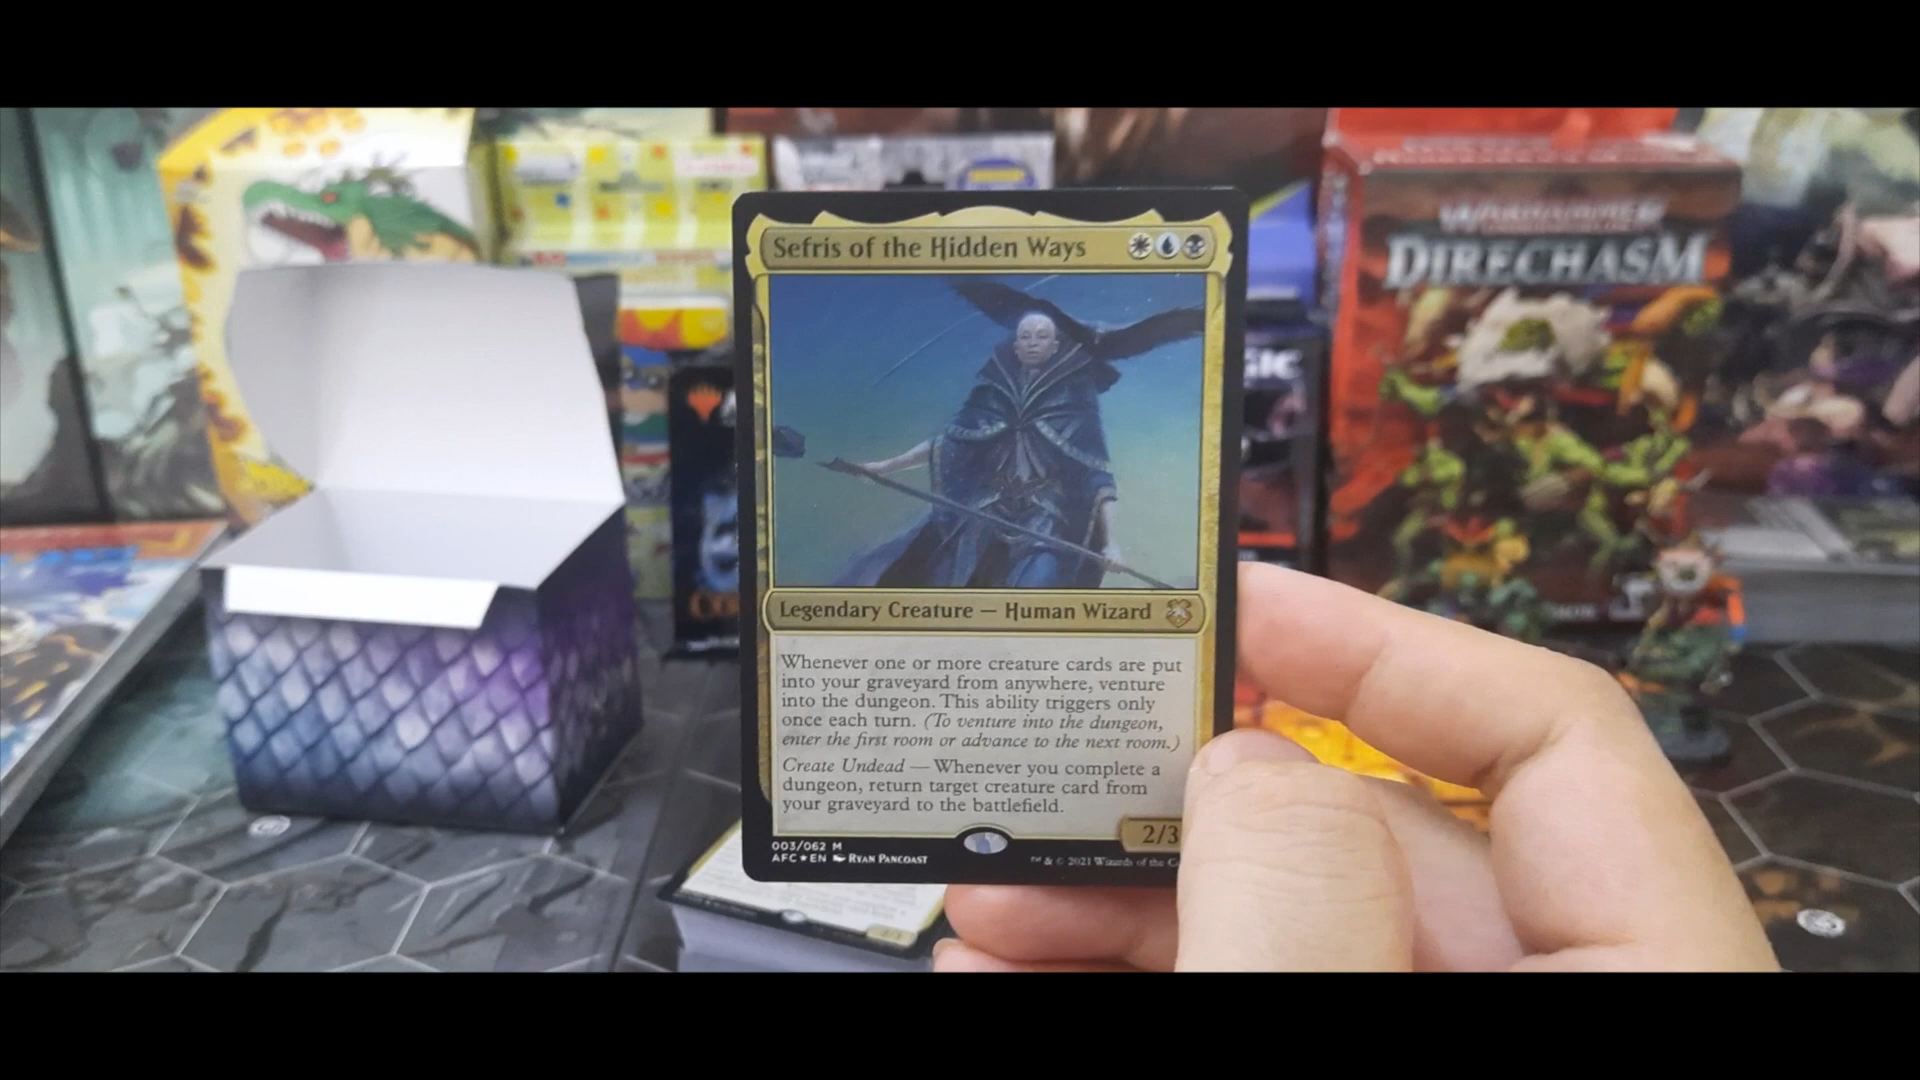 Sefris of the Hidden Ways
WARHAMMER
DIRECHASM
Legendary Creature — Human Wizard
Whenever one or more creature cards are put
into your graveyard from anywhere, venture
into the dungeon. This ability triggers only
once each turn. (To venture into the dungeon,
enter the first room or advance to the next room.)
Create Undead — Whenever you complete a
dungeon, return target creature card from
your graveyard to the battlefield.
2/3
003/062 M
AFC★EN Ryan Pancoast
™ & © 2021 Wizards of the